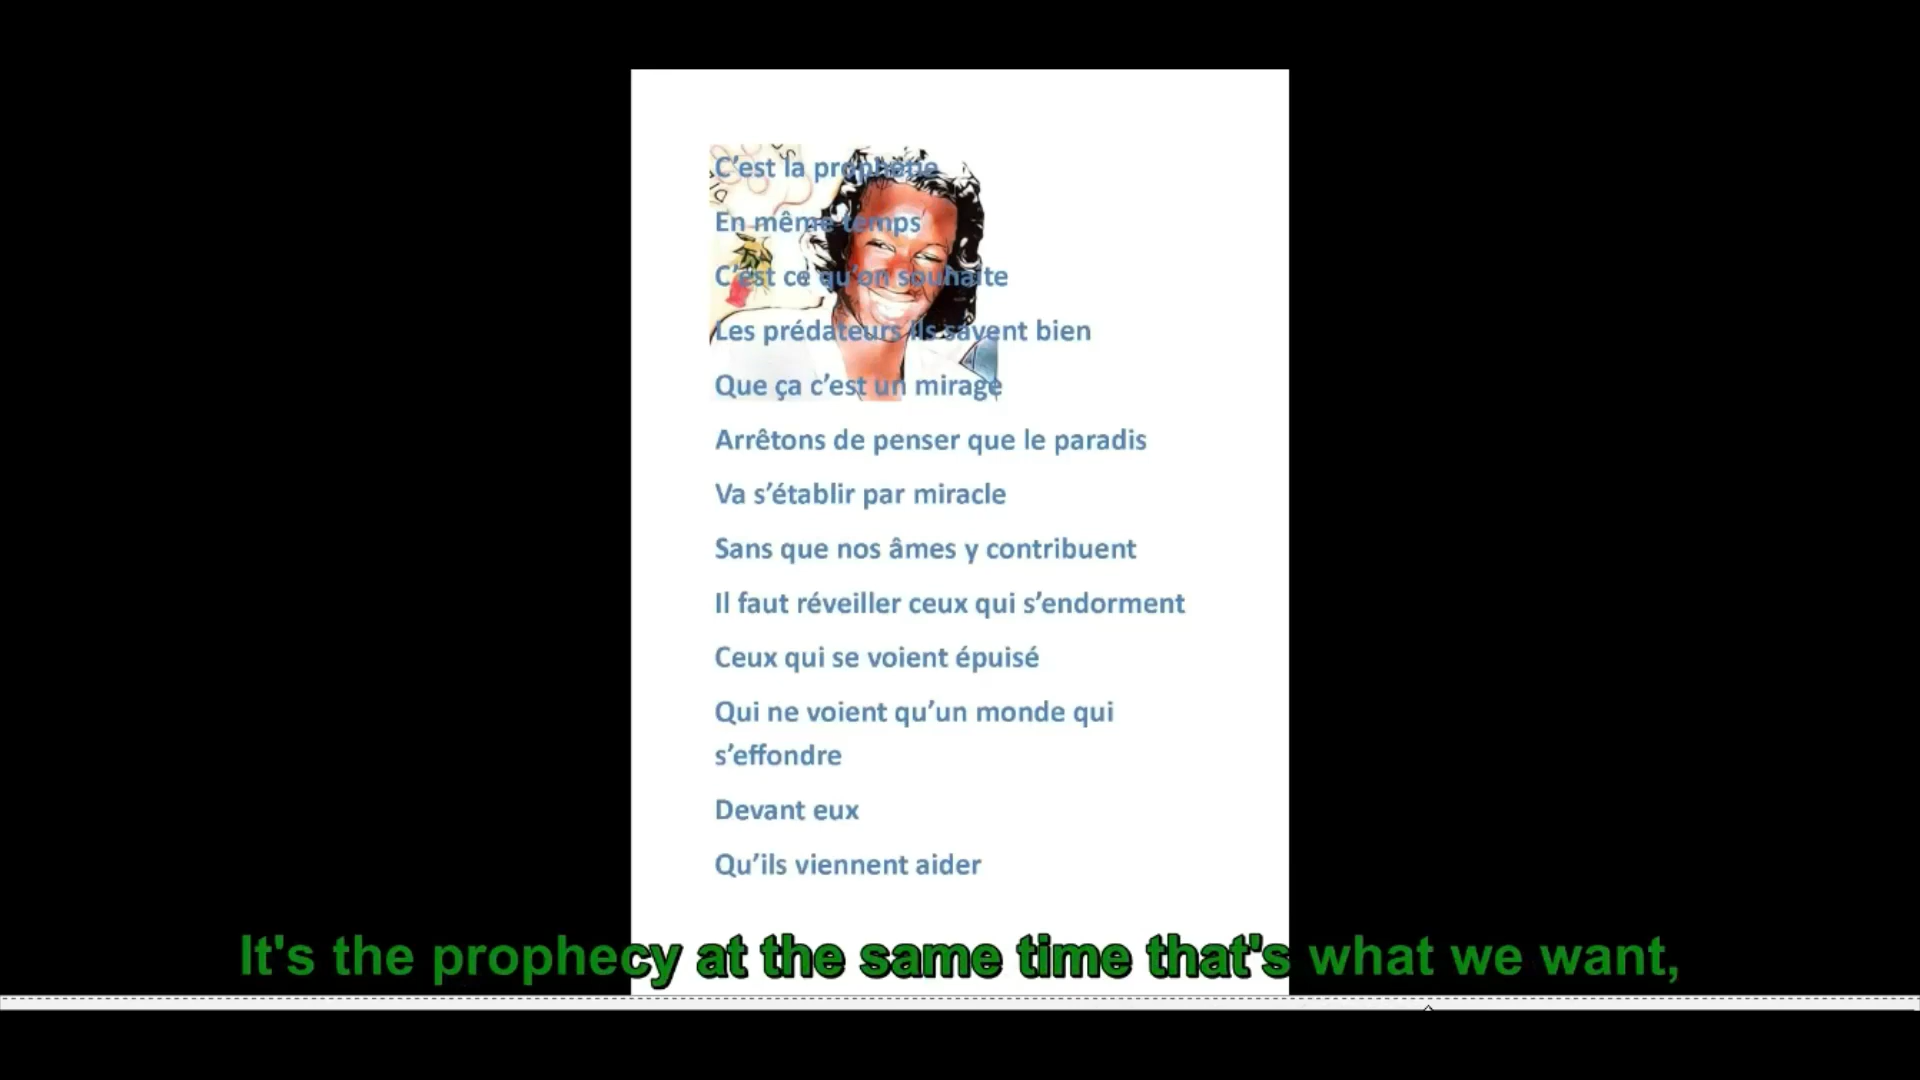 C’est la prophétie
En même temps
C’est ce qu’on souhaite
Les prédateurs ils savent bien
Que ça c’est un mirage
Arrêtons de penser que le paradis
Va s’établir par miracle
Sans que nos âmes y contribuent
Il faut réveiller ceux qui s’endorment
Ceux qui se voient épuisé
Qui ne voient qu’un monde qui
s’effondre
Devant eux
Qu’ils viennent aider
It's the prophecy at the same time that's what we want,